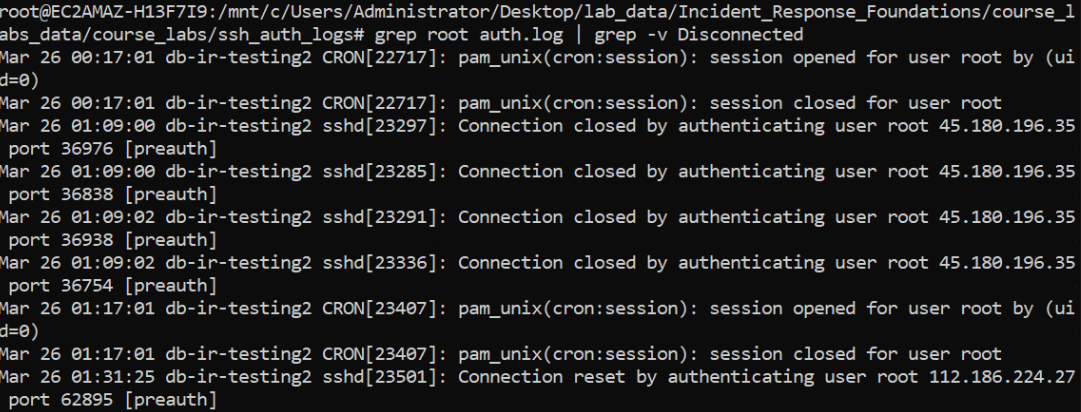 root@EC2AMAZ-H13F7I9:/mnt/c/Users/Administrator/Desktop/lab_data/Incident_Response_Foundations/course_l
abs_data/course_labs/ssh_auth_logs# grep root auth.log | grep -v Disconnected
Mar 26 00:17:01 db-ir-testing2 CRON[22717]: pam_unix(cron:session): session opened for user root by (ui
d=0)
Mar 26 00:17:01 db-ir-testing2 CRON[22717]: pam_unix(cron:session): session closed for user root
Mar 26 01:09:00 db-ir-testing2 sshd[23297]: Connection closed by authenticating user root 45.180.196.35
 port 36976 [preauth]
Mar 26 01:09:00 db-ir-testing2 sshd[23285]: Connection closed by authenticating user root 45.180.196.35
 port 36838 [preauth]
Mar 26 01:09:02 db-ir-testing2 sshd[23291]: Connection closed by authenticating user root 45.180.196.35
 port 36938 [preauth]
Mar 26 01:09:02 db-ir-testing2 sshd[23336]: Connection closed by authenticating user root 45.180.196.35
 port 36754 [preauth]
Mar 26 01:17:01 db-ir-testing2 CRON[23407]: pam_unix(cron:session): session opened for user root by (ui
d=0)
Mar 26 01:17:01 db-ir-testing2 CRON[23407]: pam_unix(cron:session): session closed for user root
Mar 26 01:31:25 db-ir-testing2 sshd[23501]: Connection reset by authenticating user root 112.186.224.27
 port 62895 [preauth]